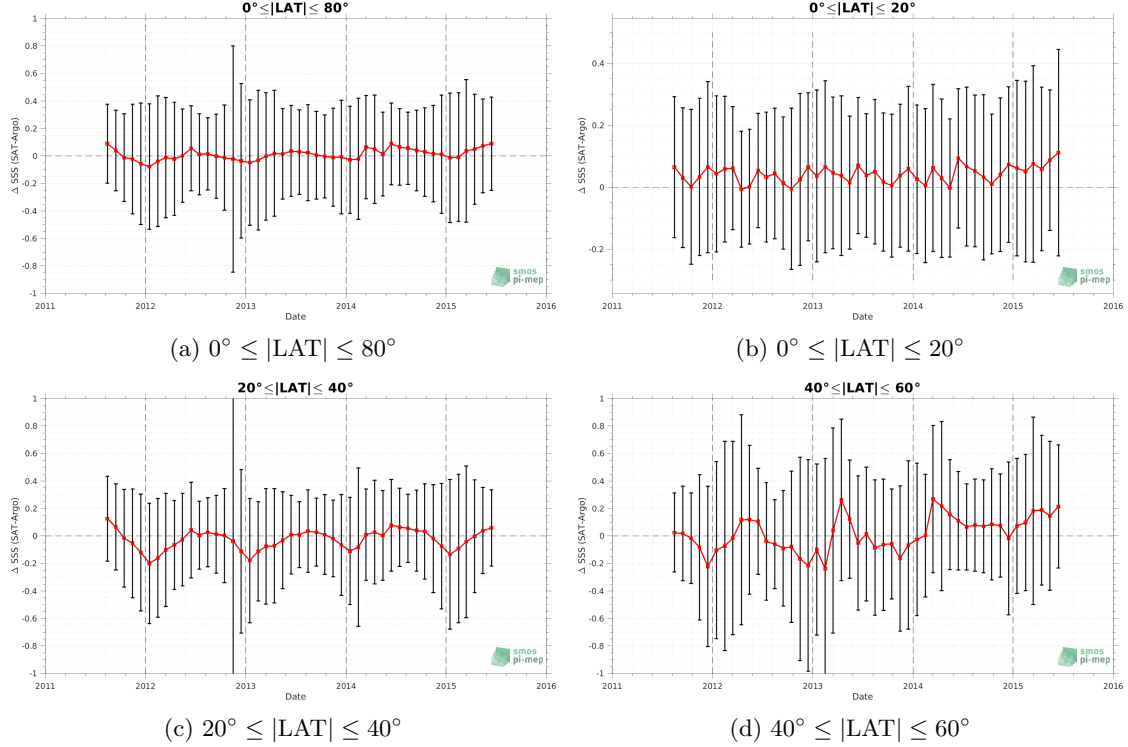 0°≤|LAT|≤ 80°
Δ SSS (SAT-Argo)
1
0.8
0.6
0.4
0.2
0
-0.2
-0.4
-0.6
-0.8
-1
2011
2012
2013
2014
2015
2016
Date
smos
pi-mep
(a) 0° ≤ |LAT| ≤ 80°
0°≤|LAT|≤ 20°
Δ SSS (SAT-Argo)
0.4
0.2
0
-0.2
2011
2012
2013
2014
2015
2016
Date
smos
pi-mep
(b) 0° ≤ |LAT| ≤ 20°
20°≤|LAT|≤ 40°
Δ SSS (SAT-Argo)
1
0.8
0.6
0.4
0.2
0
-0.2
-0.4
-0.6
-0.8
-1
2011
2012
2013
2014
2015
2016
Date
smos
pi-mep
(c) 20° ≤ |LAT| ≤ 40°
40°≤|LAT|≤ 60°
Δ SSS (SAT-Argo)
1
0.8
0.6
0.4
0.2
0
-0.2
-0.4
-0.6
-0.8
-1
2011
2012
2013
2014
2015
2016
Date
smos
pi-mep
(d) 40° ≤ |LAT| ≤ 60°